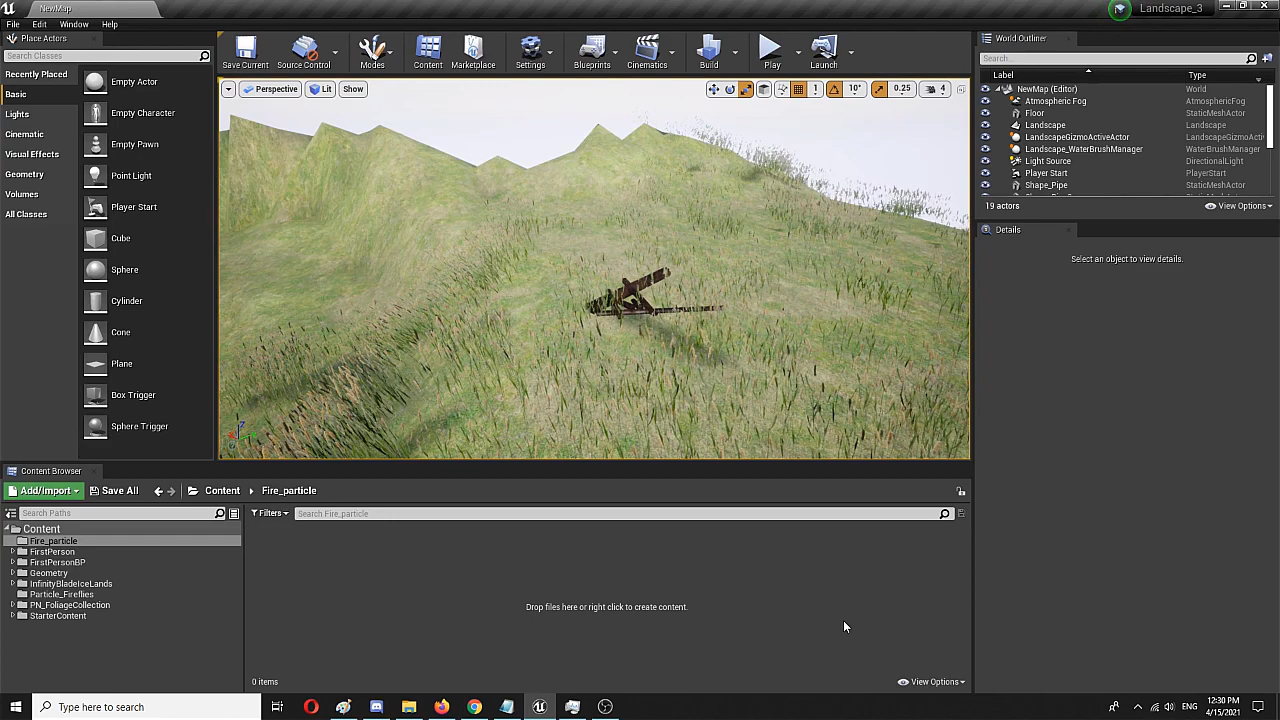 NewMap
Landscape_3
File Edit Window Help
Place Actors
Search Classes
Recently Placed
Basic
Lights
Cinematic
Visual Effects
Geometry
Volumes
All Classes
Empty Actor
Empty Character
Empty Pawn
Point Light
Player Start
Cube
Sphere
Cylinder
Cone
Plane
Box Trigger
Sphere Trigger
Save Current Source Control Modes Content Marketplace Settings Blueprints Cinematics Build Play Launch
Perspective Lit Show 1 10° 0.25 4
World Outliner
Search...
Label Type
NewMap (Editor) World
Atmospheric Fog AtmosphericFog
Floor StaticMeshActor
Landscape Landscape
LandscapeGizmoActiveActor LandscapeGizmoActi
Landscape_WaterBrushManager WaterBrushManager
Light Source DirectionalLight
Player Start PlayerStart
Shape_Pipe StaticMeshActor
19 actors View Options
Details
Select an object to view details.
Content Browser
Add/Import Save All Content Fire_particle
Search Paths
Content
Fire_particle
FirstPerson
FirstPersonBP
Geometry
InfinityBladeIceLands
Particle_Fireflies
PN_FoliageCollection
StarterContent
Filters Search Fire_particle
Drop files here or right click to create content.
0 items View Options
Type here to search
ENG
12:30 PM
4/15/2021